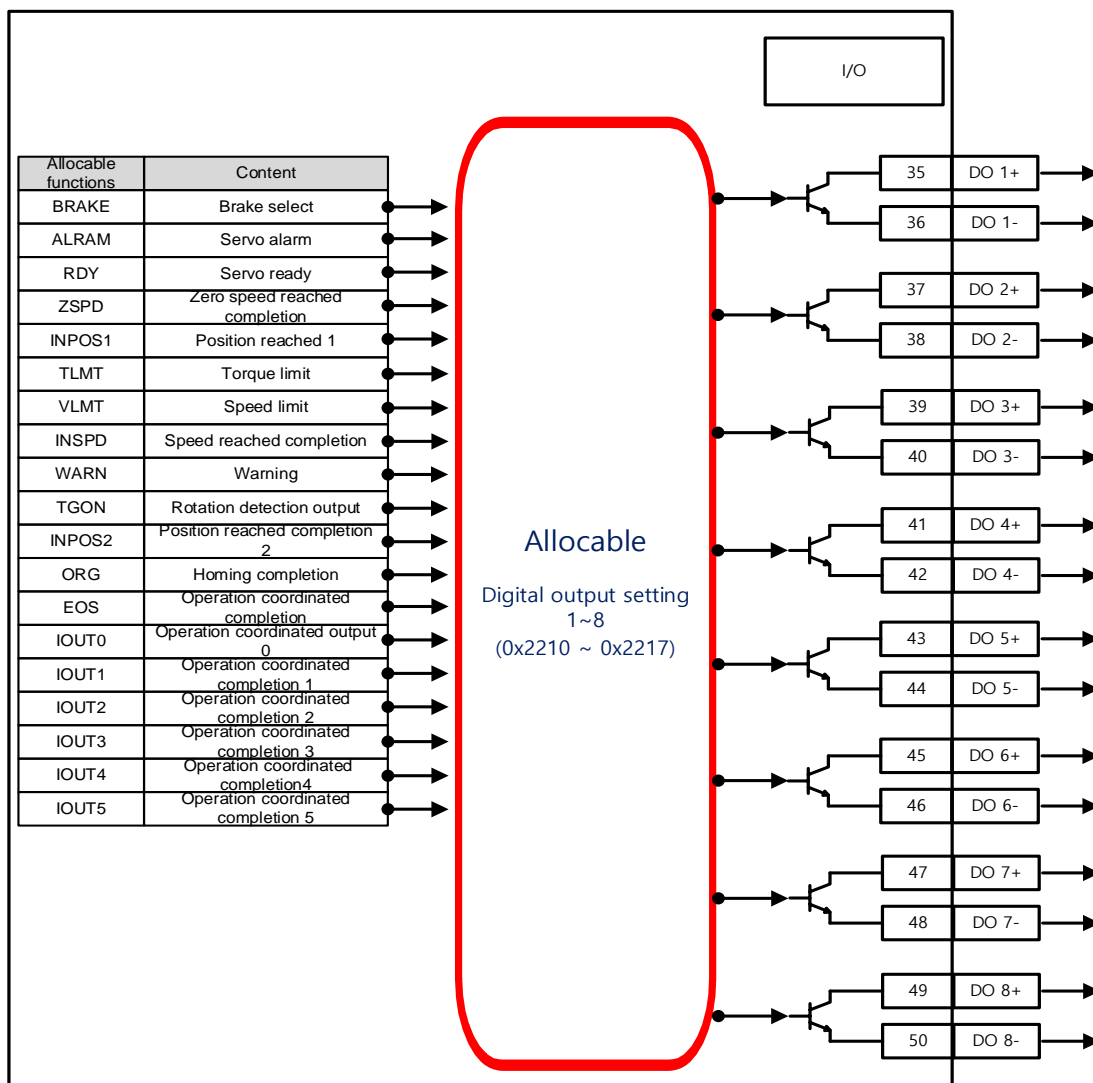 I/O
Allocable
functions
Content
BRAKE
Brake select
ALRAM
Servo alarm
RDY
Servo ready
ZSPD
Zero speed reached
completion
INPOS1
Position reached 1
TLMT
Torque limit
VLMT
Speed limit
INSPD
Speed reached completion
WARN
Warning
TGON
Rotation detection output
INPOS2
Position reached completion
2
ORG
Homing completion
EOS
Operation coordinated
completion
IOUT0
Operation coordinated output
0
IOUT1
Operation coordinated
completion 1
IOUT2
Operation coordinated
completion 2
IOUT3
Operation coordinated
completion 3
IOUT4
Operation coordinated
completion4
IOUT5
Operation coordinated
completion 5
Allocable
Digital output setting
1~8
(0x2210 ~ 0x2217)
35 DO 1+
36 DO 1-
37 DO 2+
38 DO 2-
39 DO 3+
40 DO 3-
41 DO 4+
42 DO 4-
43 DO 5+
44 DO 5-
45 DO 6+
46 DO 6-
47 DO 7+
48 DO 7-
49 DO 8+
50 DO 8-